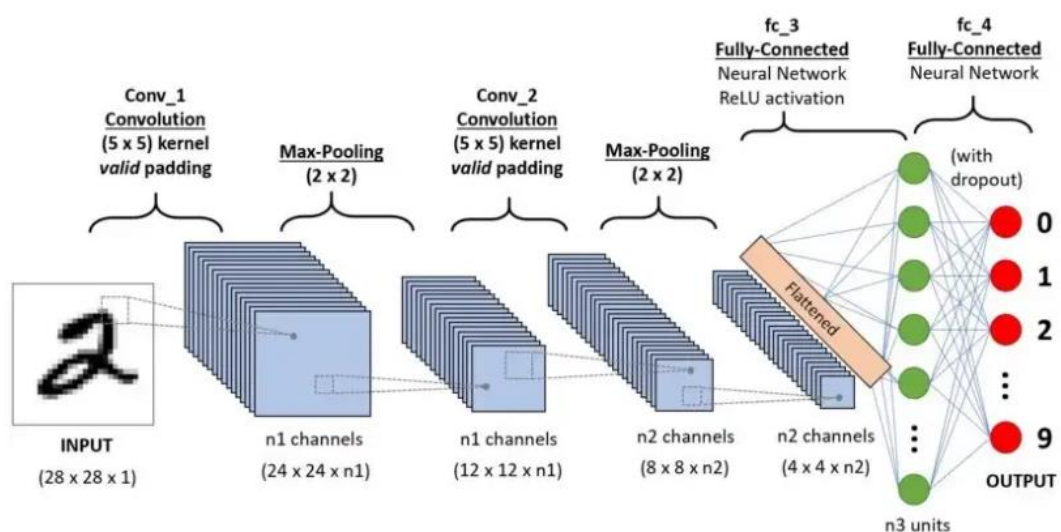 Conv_1
Convolution
(5 x 5) kernel
valid padding
Max-Pooling
(2 x 2)
Conv_2
Convolution
(5 x 5) kernel
valid padding
Max-Pooling
(2 x 2)
fc_3
Fully-Connected
Neural Network
ReLU activation
fc_4
Fully-Connected
Neural Network
(with
dropout)
Flattened
0
1
2
9
INPUT
(28 x 28 x 1)
n1 channels
(24 x 24 x n1)
n1 channels
(12 x 12 x n1)
n2 channels
(8 x 8 x n2)
n2 channels
(4 x 4 x n2)
OUTPUT
n3 units